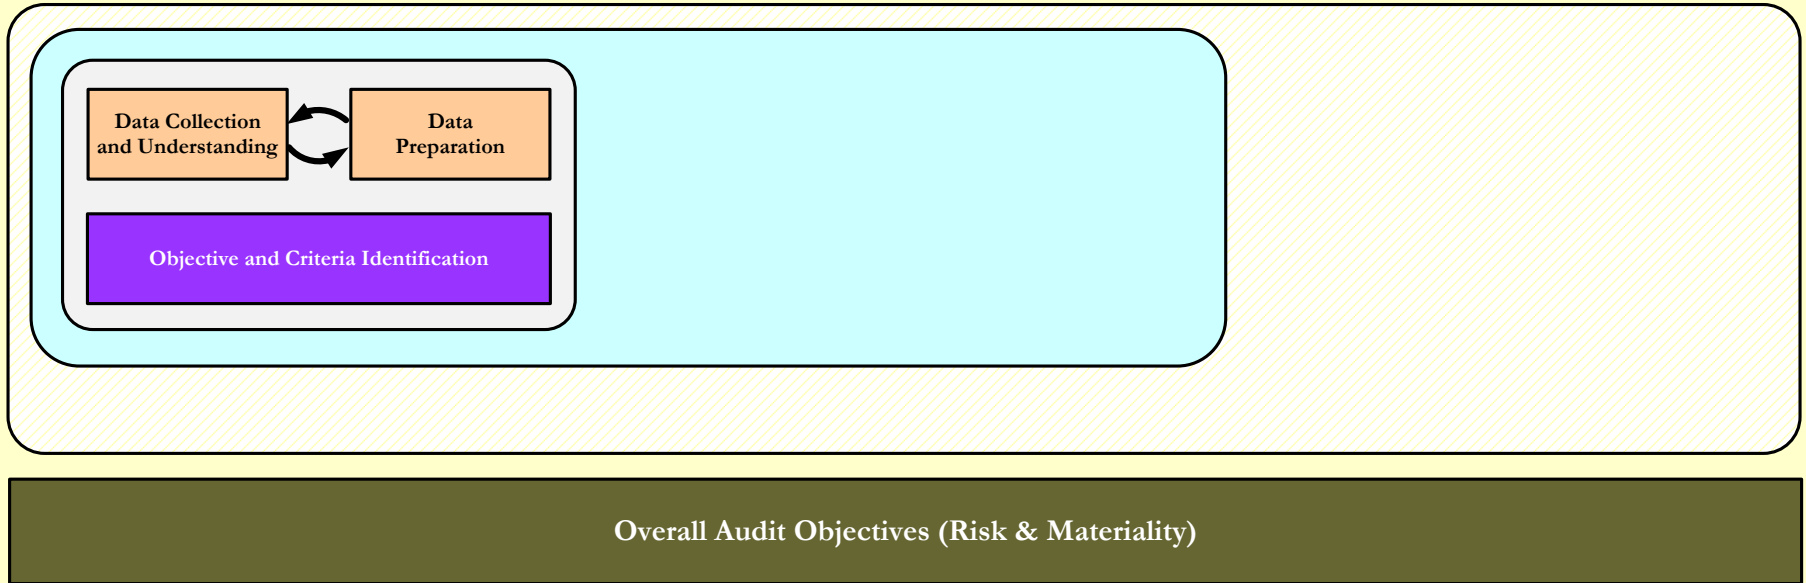 Data Collection
and Understanding
Data
Preparation
Objective and Criteria Identification
Overall Audit Objectives (Risk & Materiality)